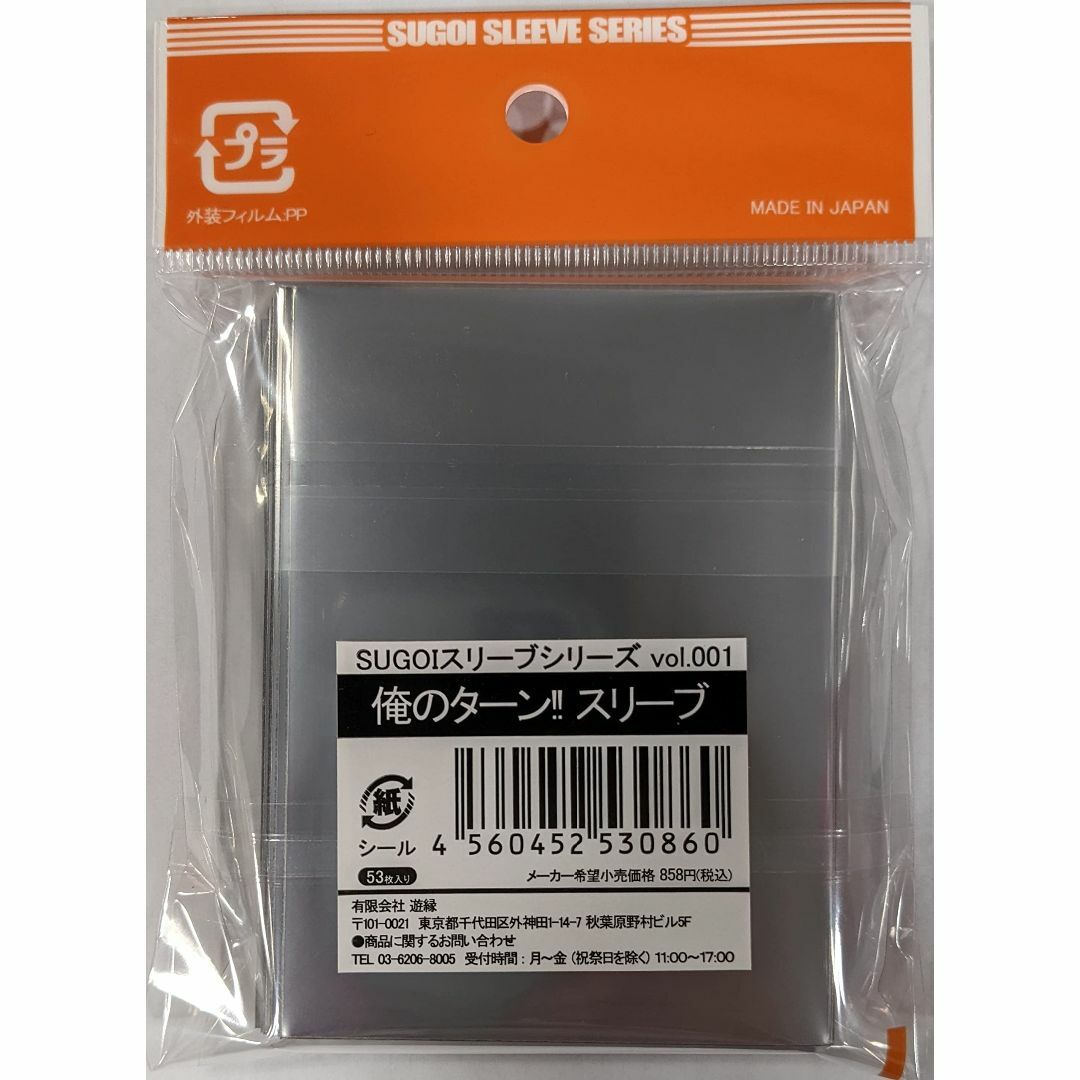 SUGOI SLEEVE SERIES
プラ
外装フィルム:PP
MADE IN JAPAN
SUGOIスリーブシリーズ vol.001
俺のターン!! スリーブ
紙
シール
4 560452 530860
53枚入り
メーカー希望小売価格 858円(税込)
有限会社 遊縁
〒101-0021 東京都千代田区外神田1-14-7 秋葉原野村ビル5F
●商品に関するお問い合わせ
TEL 03-6206-8005 受付時間:月～金(祝祭日を除く) 11:00～17:00